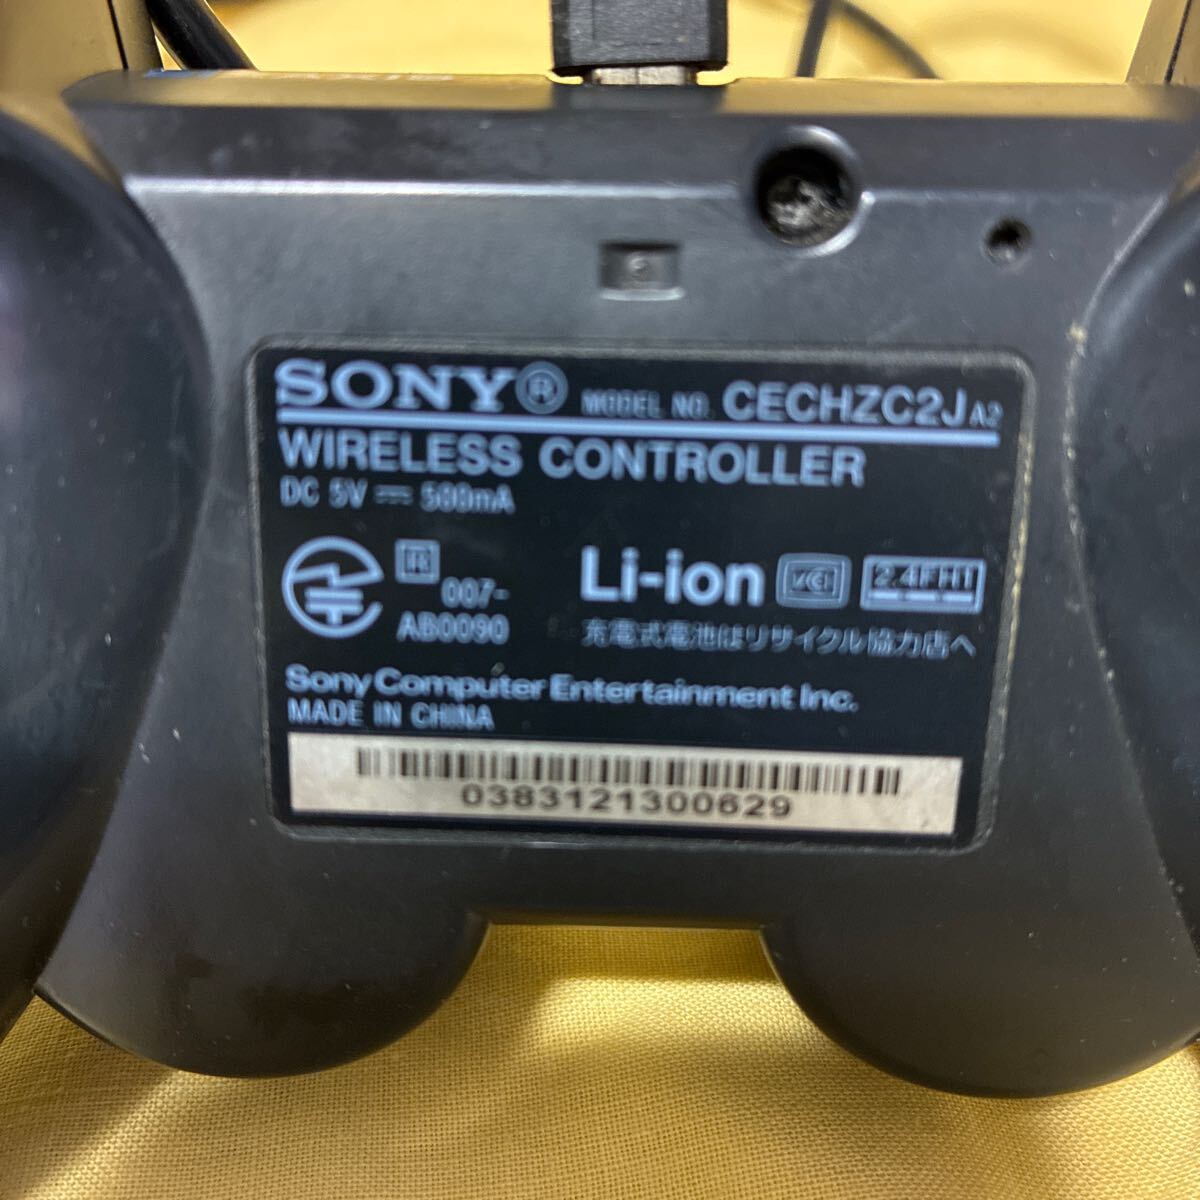 SONY® MODEL NO. CECHZC2J A2
WIRELESS CONTROLLER
DC 5V ⎓ 500mA
R
007-
AB0090
Li-ion 2.4FH1
充電式電池はリサイクル協力店へ
Sony Computer Entertainment Inc.
MADE IN CHINA
0383121300629